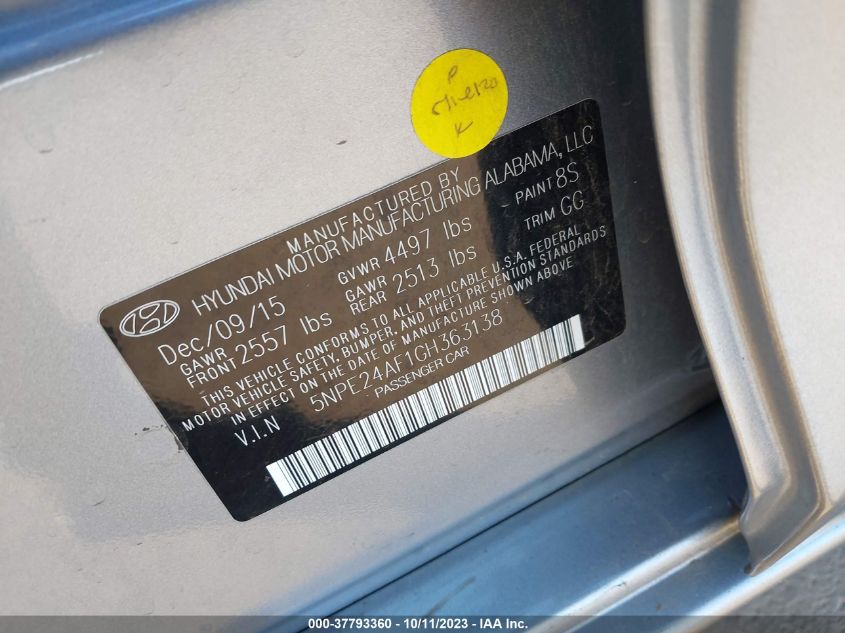 P
MANUFACTURED BY
HYUNDAI MOTOR MANUFACTURING ALABAMA, LLC
Dec/09/15 GVWR 4497 lbs PAINT 8S
GAWR FRONT 2557 lbs GAWR REAR 2513 lbs TRIM GG
THIS VEHICLE CONFORMS TO ALL APPLICABLE U.S.A. FEDERAL
MOTOR VEHICLE SAFETY, BUMPER, AND THEFT PREVENTION STANDARDS
IN EFFECT ON THE DATE OF MANUFACTURE SHOWN ABOVE.
V.I.N 5NPE24AF1GH363138
PASSENGER CAR
000-37793360 - 10/11/2023 - IAA Inc.